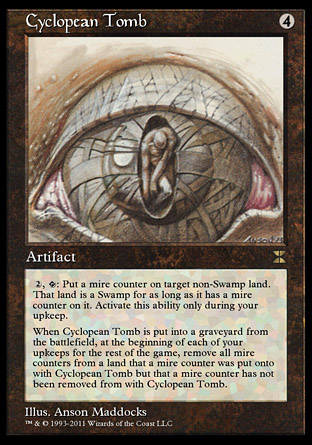 Cyclopean Tomb 4
Artifact
2, : Put a mire counter on target non-Swamp land.
That land is a Swamp for as long as it has a mire
counter on it. Activate this ability only during your
upkeep.
When Cyclopean Tomb is put into a graveyard from
the battlefield, at the beginning of each of your
upkeeps for the rest of the game, remove all mire
counters from a land that a mire counter was put onto
with Cyclopean Tomb but that a mire counter has not
been removed from with Cyclopean Tomb.
Illus. Anson Maddocks
™ & © 1993-2011 Wizards of the Coast LLC